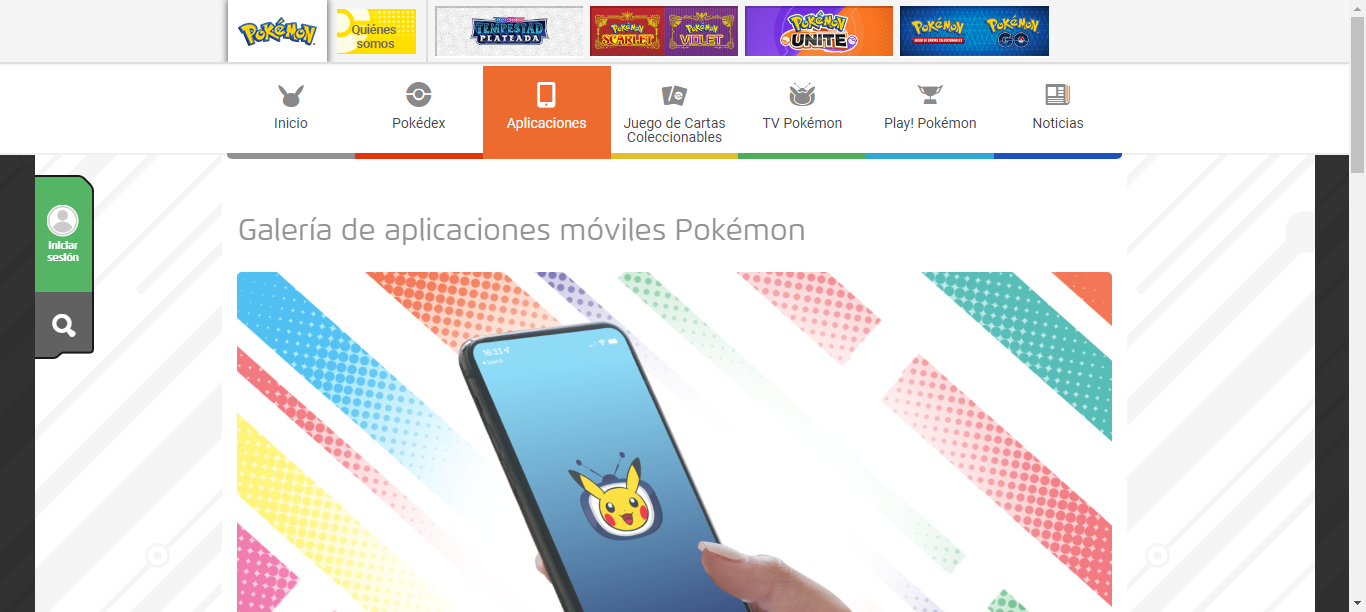 Pokémon
Quiénes
somos
TEMPESTAD
PLATEADA
Pokémon
SCARLET
Pokémon
VIOLET
Pokémon
UNITE
Pokémon
JUEGO DE CARTAS COLECCIONABLES
Pokémon
GO
Inicio
Pokédex
Aplicaciones
Juego de Cartas
Coleccionables
TV Pokémon
Play! Pokémon
Noticias
Iniciar
sesión
Galería de aplicaciones móviles Pokémon
16:33
Search